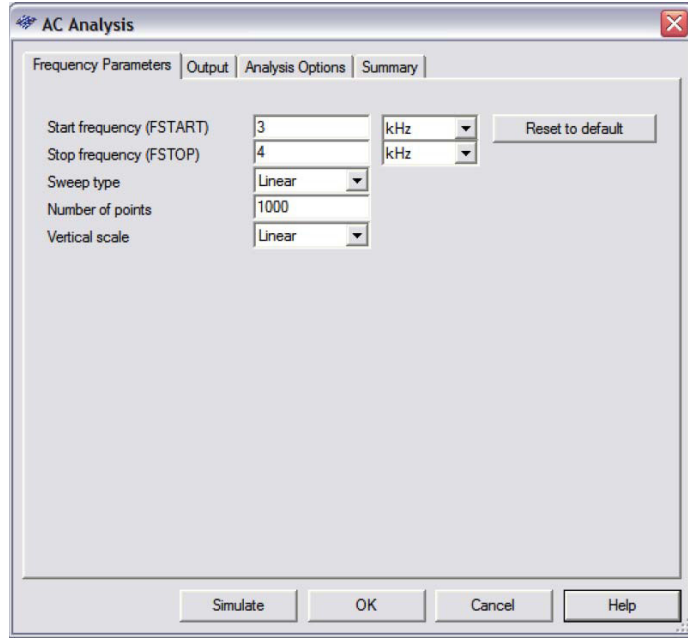 AC Analysis
Frequency Parameters Output Analysis Options Summary
Start frequency (FSTART) 3 kHz Reset to default
Stop frequency (FSTOP) 4 kHz
Sweep type Linear
Number of points 1000
Vertical scale Linear
Simulate OK Cancel Help